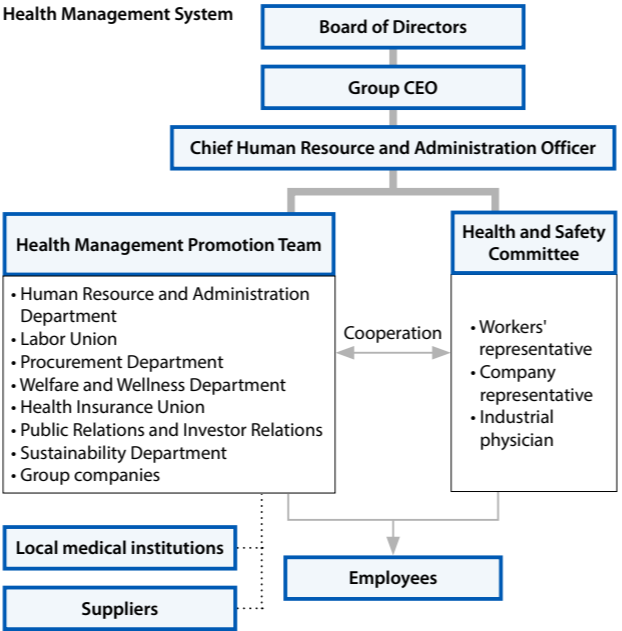 Health Management System
Board of Directors
Group CEO
Chief Human Resource and Administration Officer
Health Management Promotion Team
• Human Resource and Administration
Department
• Labor Union
• Procurement Department
• Welfare and Wellness Department
• Health Insurance Union
• Public Relations and Investor Relations
• Sustainability Department
• Group companies
Cooperation
Health and Safety
Committee
• Workers'
representative
• Company
representative
• Industrial
physician
Local medical institutions
Suppliers
Employees